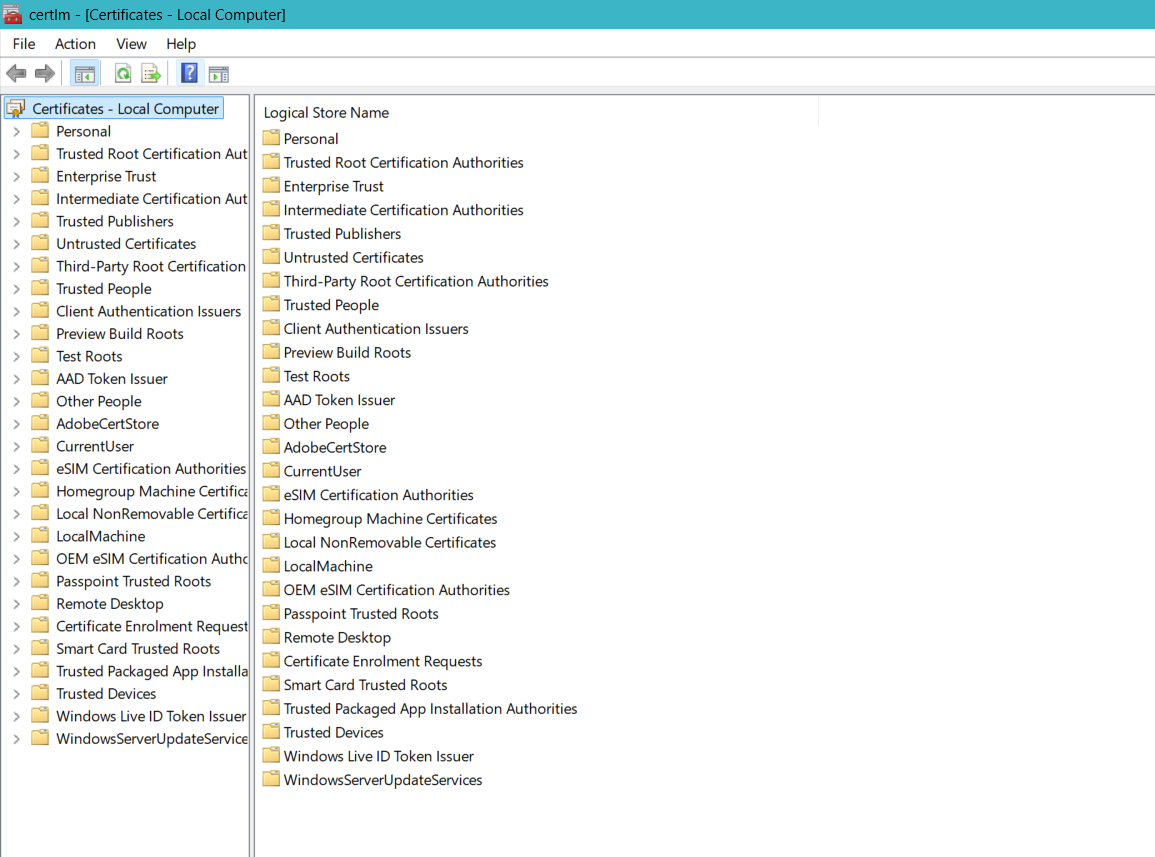 certlm - [Certificates - Local Computer]
File Action View Help
Certificates - Local Computer
Personal
Trusted Root Certification Aut
Enterprise Trust
Intermediate Certification Aut
Trusted Publishers
Untrusted Certificates
Third-Party Root Certification
Trusted People
Client Authentication Issuers
Preview Build Roots
Test Roots
AAD Token Issuer
Other People
AdobeCertStore
CurrentUser
eSIM Certification Authorities
Homegroup Machine Certifica
Local NonRemovable Certifica
LocalMachine
OEM eSIM Certification Autho
Passpoint Trusted Roots
Remote Desktop
Certificate Enrolment Request
Smart Card Trusted Roots
Trusted Packaged App Installa
Trusted Devices
Windows Live ID Token Issuer
WindowsServerUpdateService
Logical Store Name
Personal
Trusted Root Certification Authorities
Enterprise Trust
Intermediate Certification Authorities
Trusted Publishers
Untrusted Certificates
Third-Party Root Certification Authorities
Trusted People
Client Authentication Issuers
Preview Build Roots
Test Roots
AAD Token Issuer
Other People
AdobeCertStore
CurrentUser
eSIM Certification Authorities
Homegroup Machine Certificates
Local NonRemovable Certificates
LocalMachine
OEM eSIM Certification Authorities
Passpoint Trusted Roots
Remote Desktop
Certificate Enrolment Requests
Smart Card Trusted Roots
Trusted Packaged App Installation Authorities
Trusted Devices
Windows Live ID Token Issuer
WindowsServerUpdateServices